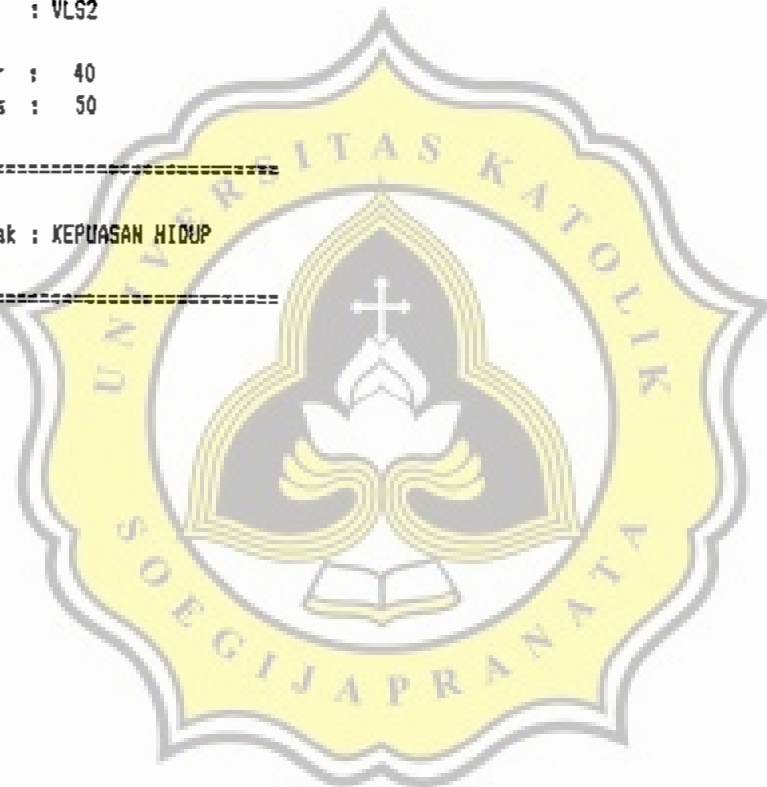 : VLS2
r : 40
s : 50
==============================
ak : KEPUASAN HIDUP
==============================
UNIVERSITAS KATOLIK
SOEGIJAPRANATA